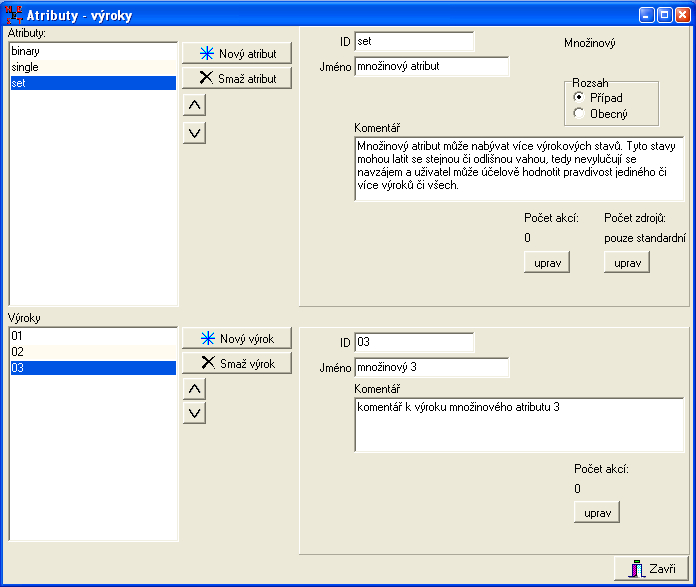 Atributy - výroky
Atributy:
binary
single
set
Nový atribut
Smaž atribut
ID set
Množinový
Jméno množinový atribut
Rozsah
Případ
Obecný
Komentář
Množinový atribut může nabývat více výrokových stavů. Tyto stavy
mohou latit se stejnou či odlišnou vahou, tedy nevylučují se
navzájem a uživatel může účelově hodnotit pravdivost jediného či
více výroků či všech.
Počet akcí: Počet zdrojů:
0 pouze standardní
uprav uprav
Výroky
01
02
03
Nový výrok
Smaž výrok
ID 03
Jméno množinový 3
Komentář
komentář k výroku množinového atributu 3
Počet akcí:
0
uprav
Zavři